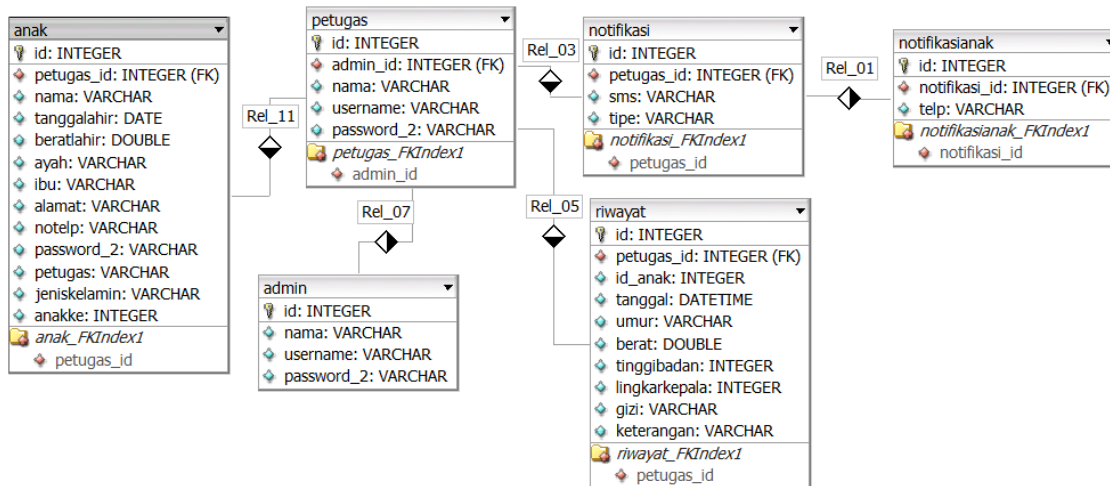 anak
id: INTEGER
petugas_id: INTEGER (FK)
nama: VARCHAR
tanggalahir: DATE
beratlahir: DOUBLE
ayah: VARCHAR
ibu: VARCHAR
alamat: VARCHAR
notelp: VARCHAR
password_2: VARCHAR
petugas: VARCHAR
jeniskelamin: VARCHAR
anakke: INTEGER
anak_FKIndex1
petugas_id
Rel_11
petugas
id: INTEGER
admin_id: INTEGER (FK)
nama: VARCHAR
username: VARCHAR
password_2: VARCHAR
petugas_FKIndex1
admin_id
Rel_07
admin
id: INTEGER
nama: VARCHAR
username: VARCHAR
password_2: VARCHAR
Rel_03
notifikasi
id: INTEGER
petugas_id: INTEGER (FK)
sms: VARCHAR
tipe: VARCHAR
notifikasi_FKIndex1
petugas_id
Rel_01
notifikasianak
id: INTEGER
notifikasi_id: INTEGER (FK)
telp: VARCHAR
notifikasianak_FKIndex1
notifikasi_id
Rel_05
riwayat
id: INTEGER
petugas_id: INTEGER (FK)
id_anak: INTEGER
tanggal: DATETIME
umur: VARCHAR
berat: DOUBLE
tinggibadan: INTEGER
lingkarkepala: INTEGER
gizi: VARCHAR
keterangan: VARCHAR
riwayat_FKIndex1
petugas_id